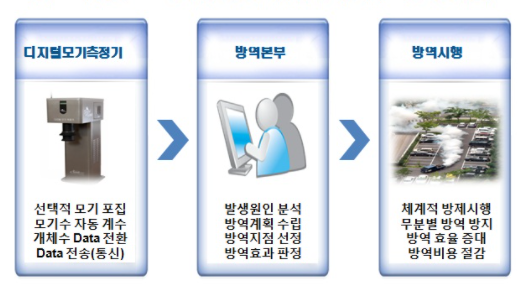 디지털모기측정기
선택적 모기 포집
모기수 자동 계수
개체수 Data 전환
Data 전송(통신)
방역본부
발생원인 분석
방역계획 수립
방역지점 선정
방역효과 판정
방역시행
체계적 방제시행
무분별 방역 방지
방역 효율 증대
방역비용 절감